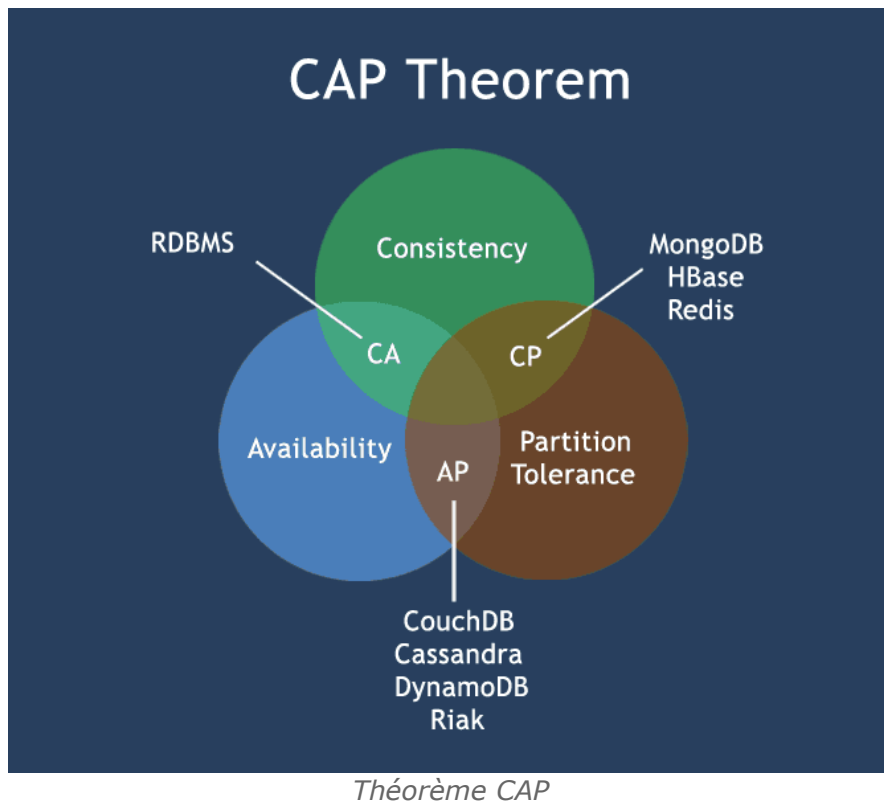 CAP Theorem
RDBMS
Consistency
MongoDB
HBase
Redis
CA
CP
Availability
Partition
Tolerance
AP
CouchDB
Cassandra
DynamoDB
Riak
Théorème CAP